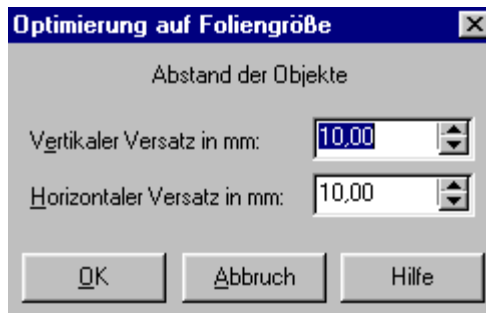 Optimierung auf Foliengröße
Abstand der Objekte
Vertikaler Versatz in mm: 10,00
Horizontaler Versatz in mm: 10,00
OK Abbruch Hilfe